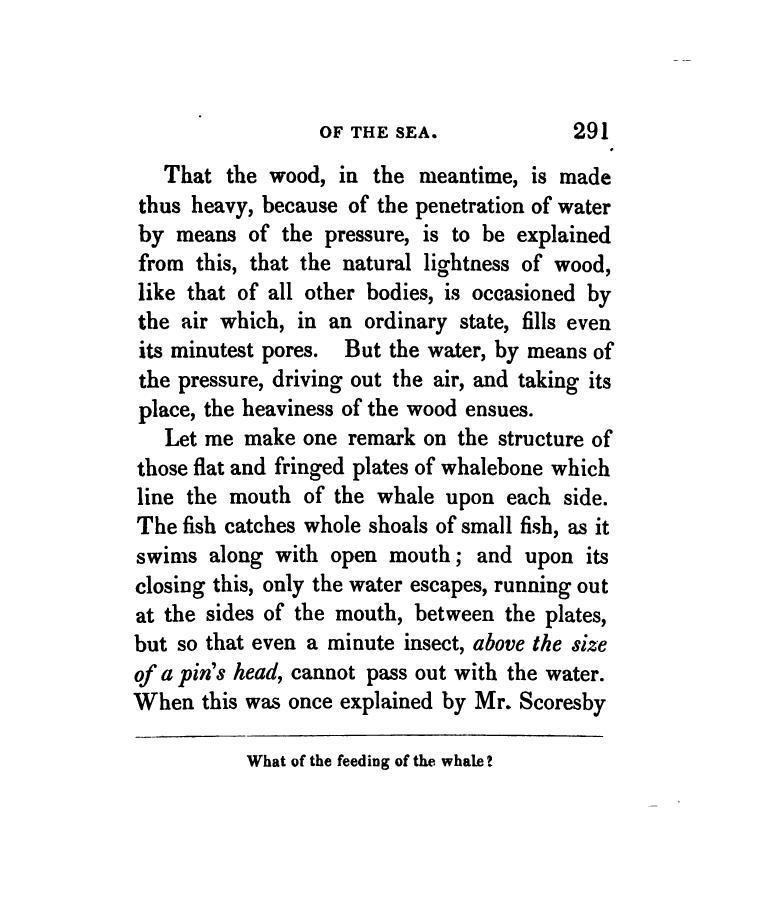 OF THE SEA. 291
That the wood, in the meantime, is made
thus heavy, because of the penetration of water
by means of the pressure, is to be explained
from this, that the natural lightness of wood,
like that of all other bodies, is occasioned by
the air which, in an ordinary state, fills even
its minutest pores. But the water, by means of
the pressure, driving out the air, and taking its
place, the heaviness of the wood ensues.
Let me make one remark on the structure of
those flat and fringed plates of whalebone which
line the mouth of the whale upon each side.
The fish catches whole shoals of small fish, as it
swims along with open mouth; and upon its
closing this, only the water escapes, running out
at the sides of the mouth, between the plates,
but so that even a minute insect, above the size
of a pin's head, cannot pass out with the water.
When this was once explained by Mr. Scoresby
What of the feeding of the whale?